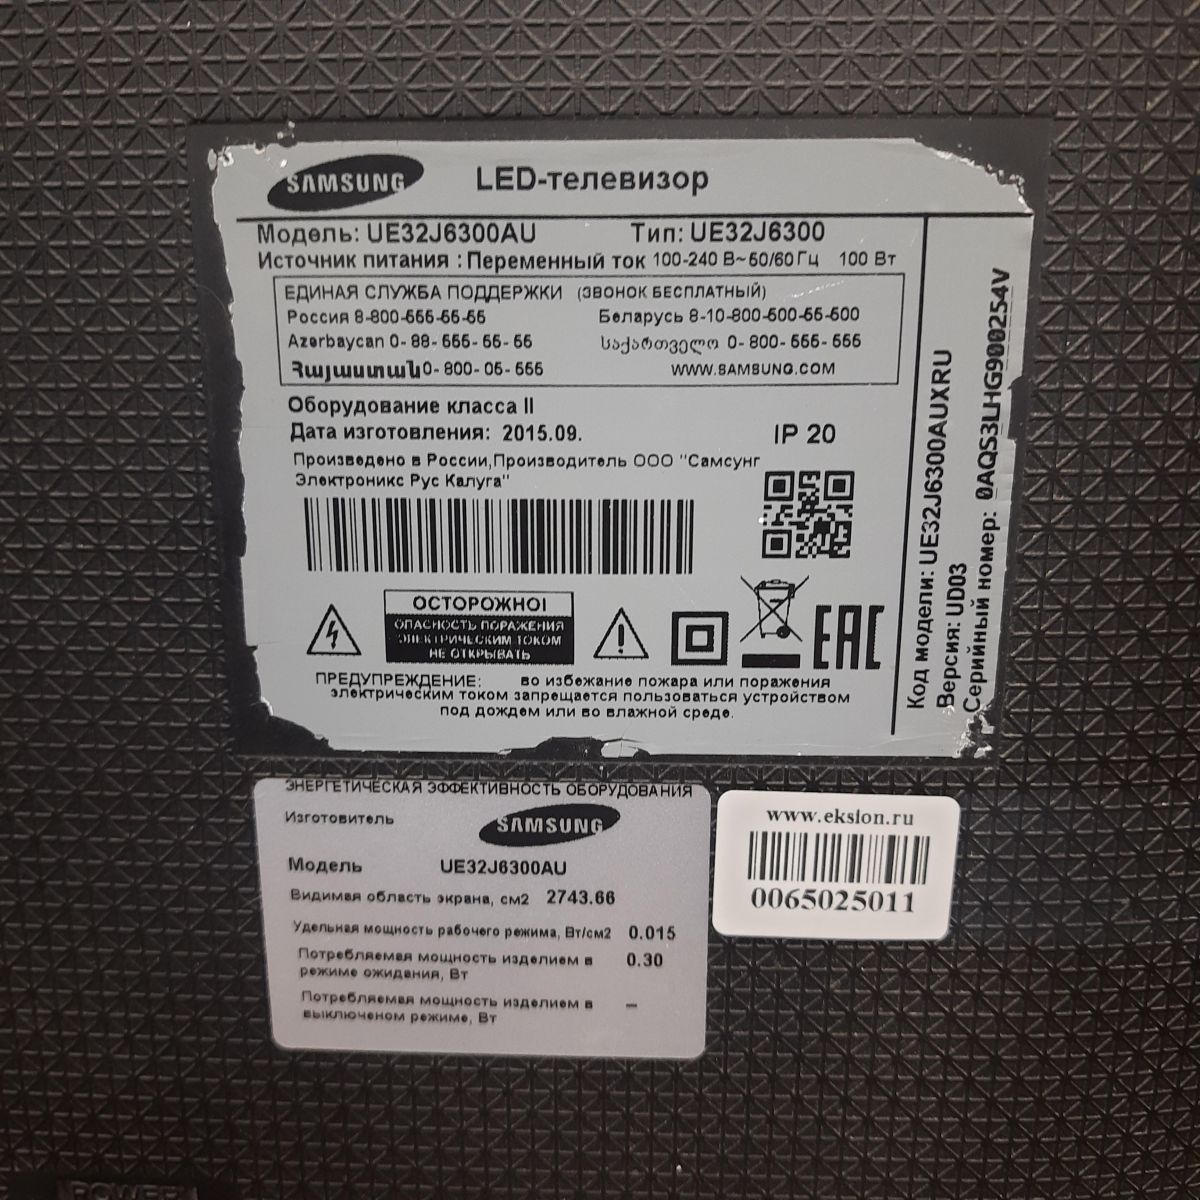 SAMSUNG LED-телевизор
Модель: UE32J6300AU Тип: UE32J6300
Источник питания : Переменный ток 100-240 В~50/60 Гц 100 Вт
ЕДИНАЯ СЛУЖБА ПОДДЕРЖКИ (ЗВОНОК БЕСПЛАТНЫЙ)
Россия 8-800-555-55-55 Беларусь 8-10-800-500-55-500
Azerbaycan 0-88-555-55-55 საქართველო 0-800-555-555
Հայաստան 0-800-05-555 WWW.SAMSUNG.COM
Оборудование класса II
Дата изготовления: 2015.09. IP 20
Произведено в России,Производитель ООО "Самсунг
Электроникс Рус Калуга"
ОСТОРОЖНО!
ОПАСНОСТЬ ПОРАЖЕНИЯ
ЭЛЕКТРИЧЕСКИМ ТОКОМ
НЕ ОТКРЫВАТЬ
EAC
ПРЕДУПРЕЖДЕНИЕ: во избежание пожара или поражения
электрическим током запрещается пользоваться устройством
под дождем или во влажной среде.
Код модели: UE32J6300AUXRU
Версия: UD03
Серийный номер: 0AQS3LHG900254V
ЭНЕРГЕТИЧЕСКАЯ ЭФФЕКТИВНОСТЬ ОБОРУДОВАНИЯ
Изготовитель SAMSUNG
Модель UE32J6300AU
Видимая область экрана, см2 2743.66
Удельная мощность рабочего режима, Вт/см2 0.015
Потребляемая мощность изделием в 0.30
режиме ожидания, Вт
Потребляемая мощность изделием в –
выключеном режиме, Вт
www.eksion.ru
0065025011
POWER